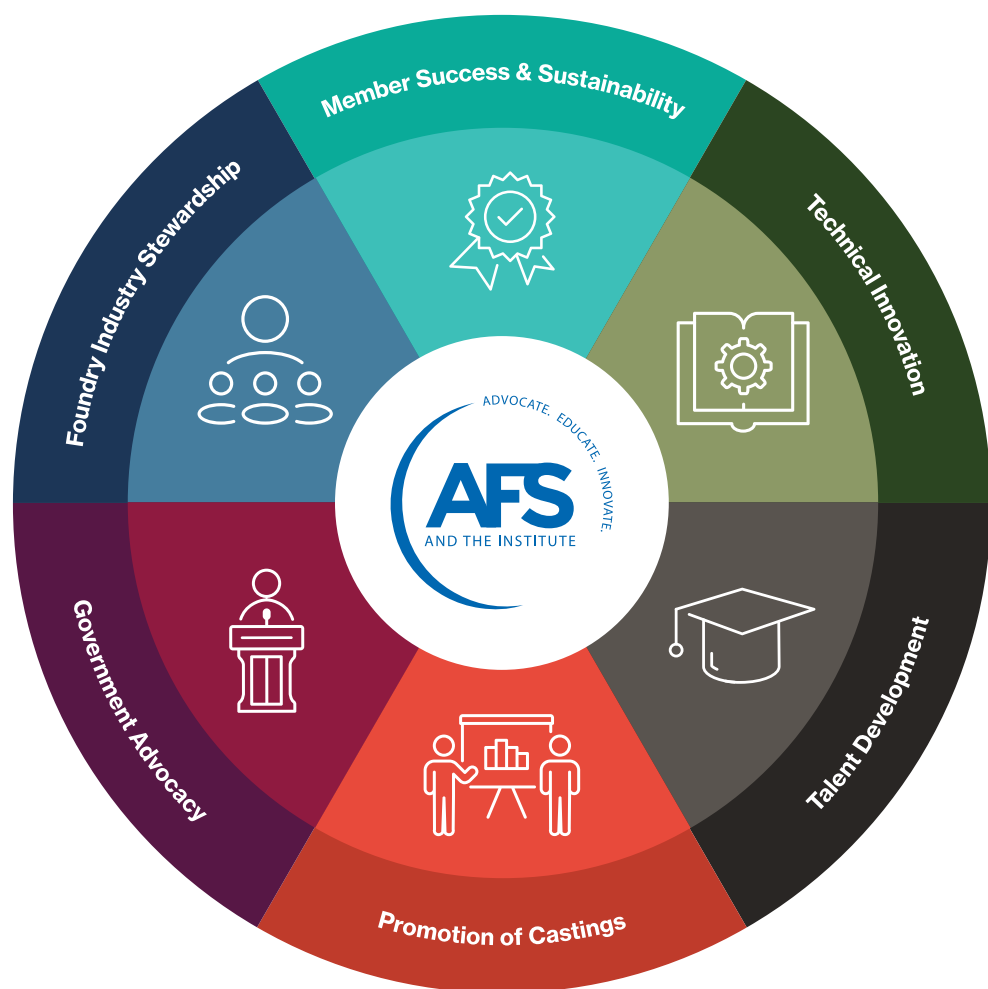 Member Success & Sustainability
Technical Innovation
Talent Development
Promotion of Castings
Government Advocacy
Foundry Industry Stewardship
ADVOCATE. EDUCATE. INNOVATE.
AFS
AND THE INSTITUTE